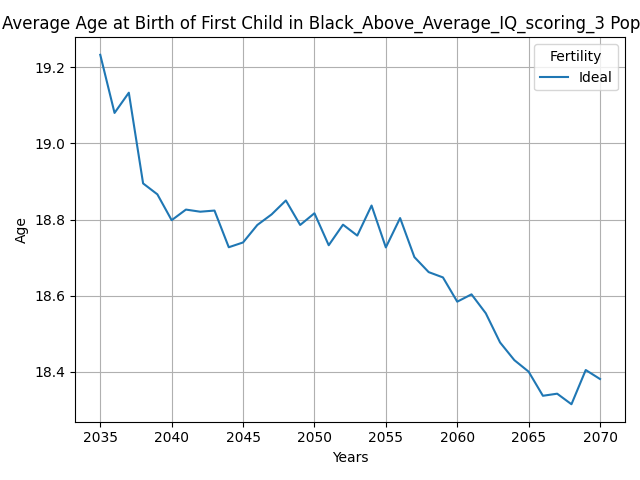 Average Age at Birth of First Child in Black_Above_Average_IQ_scoring_3 Pop
Fertility
Ideal
19.2
19.0
18.8
18.6
18.4
Age
2035 2040 2045 2050 2055 2060 2065 2070
Years